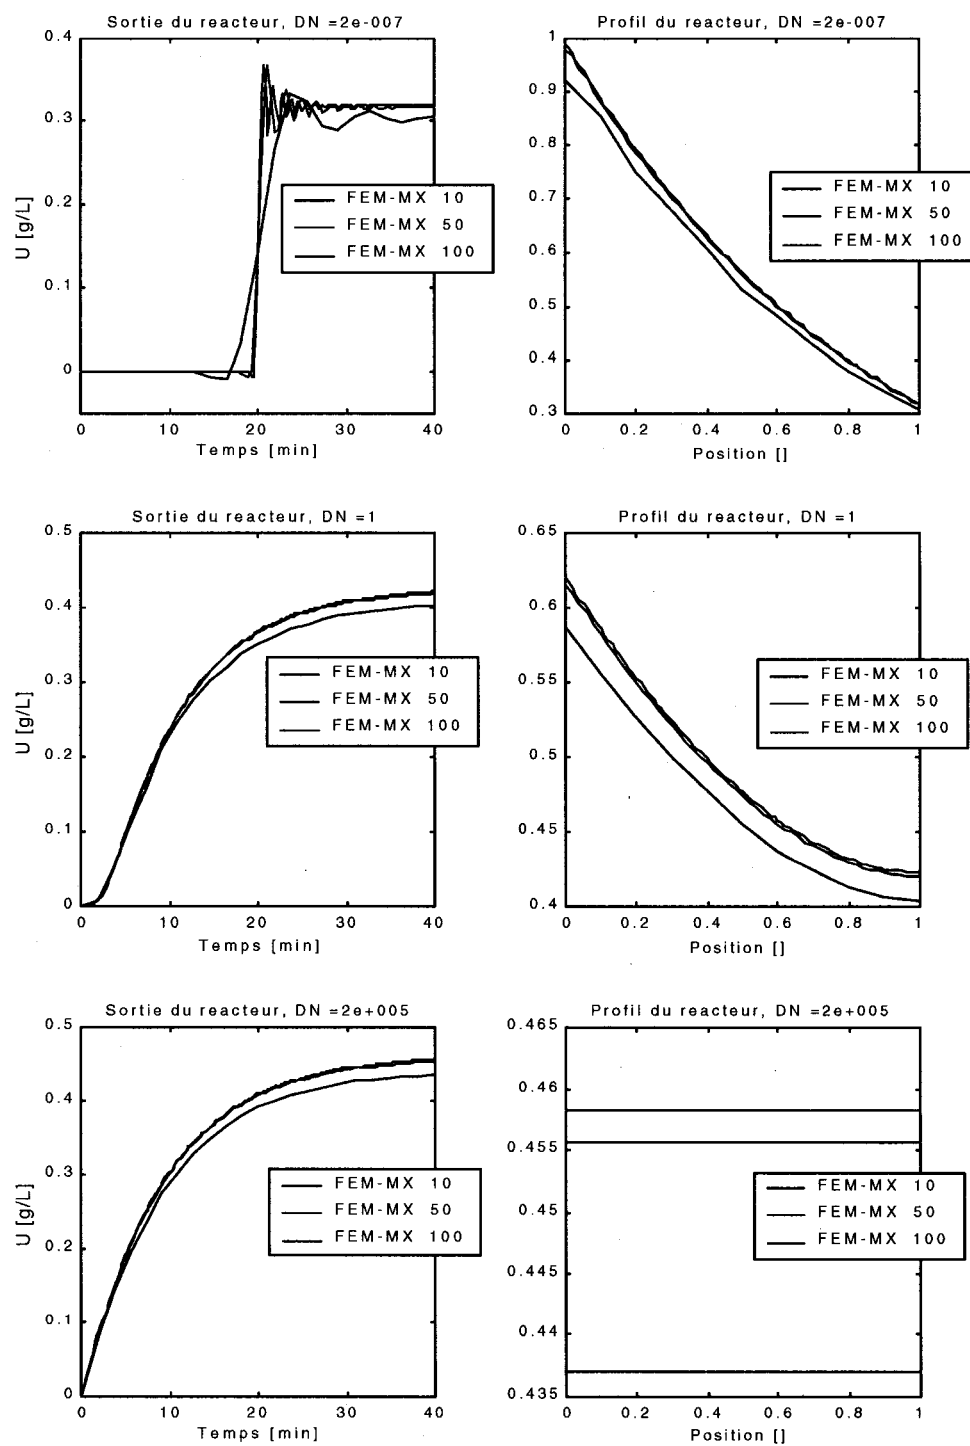 Sortie du reacteur, DN =2e-007
0.4
0.3
0.2
0.1
0
U [g/L]
FEM-MX 10
FEM-MX 50
FEM-MX 100
0 10 20 30 40
Temps [min]
Profil du reacteur, DN =2e-007
1
0.9
0.8
0.7
0.6
0.5
0.4
0.3
FEM-MX 10
FEM-MX 50
FEM-MX 100
0 0.2 0.4 0.6 0.8 1
Position []
Sortie du reacteur, DN =1
0.5
0.4
0.3
0.2
0.1
0
U [g/L]
FEM-MX 10
FEM-MX 50
FEM-MX 100
0 10 20 30 40
Temps [min]
Profil du reacteur, DN =1
0.65
0.6
0.55
0.5
0.45
0.4
FEM-MX 10
FEM-MX 50
FEM-MX 100
0 0.2 0.4 0.6 0.8 1
Position []
Sortie du reacteur, DN =2e+005
0.5
0.4
0.3
0.2
0.1
0
U [g/L]
FEM-MX 10
FEM-MX 50
FEM-MX 100
0 10 20 30 40
Temps [min]
Profil du reacteur, DN =2e+005
0.465
0.46
0.455
0.45
0.445
0.44
0.435
FEM-MX 10
FEM-MX 50
FEM-MX 100
0 0.2 0.4 0.6 0.8 1
Position []